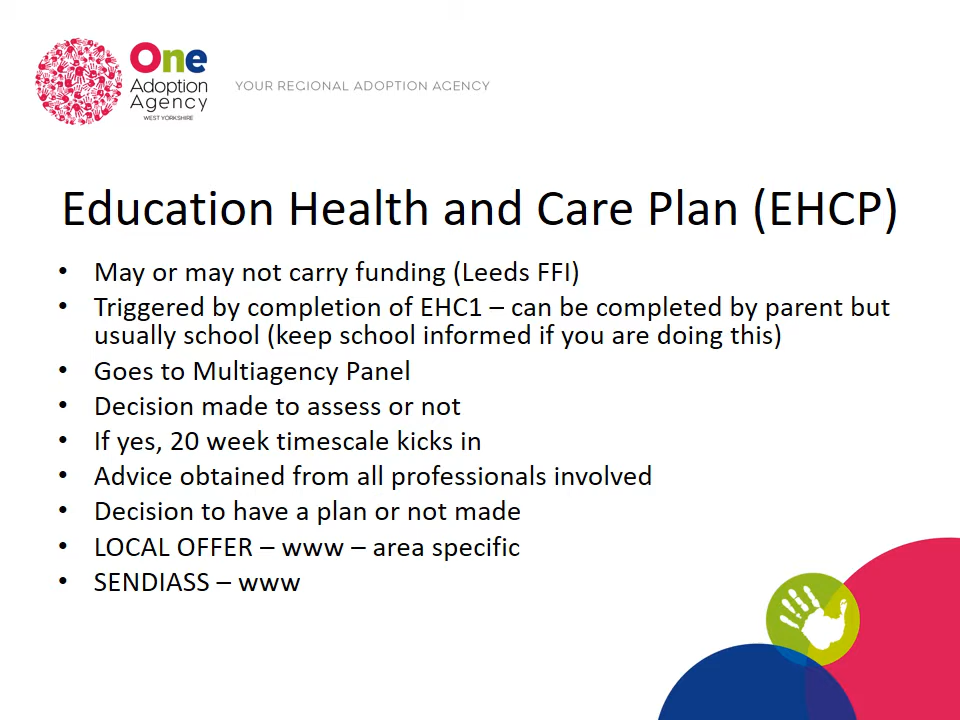 One
Adoption
Agency
WEST YORKSHIRE
YOUR REGIONAL ADOPTION AGENCY
Education Health and Care Plan (EHCP)
• May or may not carry funding (Leeds FFI)
• Triggered by completion of EHC1 – can be completed by parent but
usually school (keep school informed if you are doing this)
• Goes to Multiagency Panel
• Decision made to assess or not
• If yes, 20 week timescale kicks in
• Advice obtained from all professionals involved
• Decision to have a plan or not made
• LOCAL OFFER – www – area specific
• SENDIASS – www